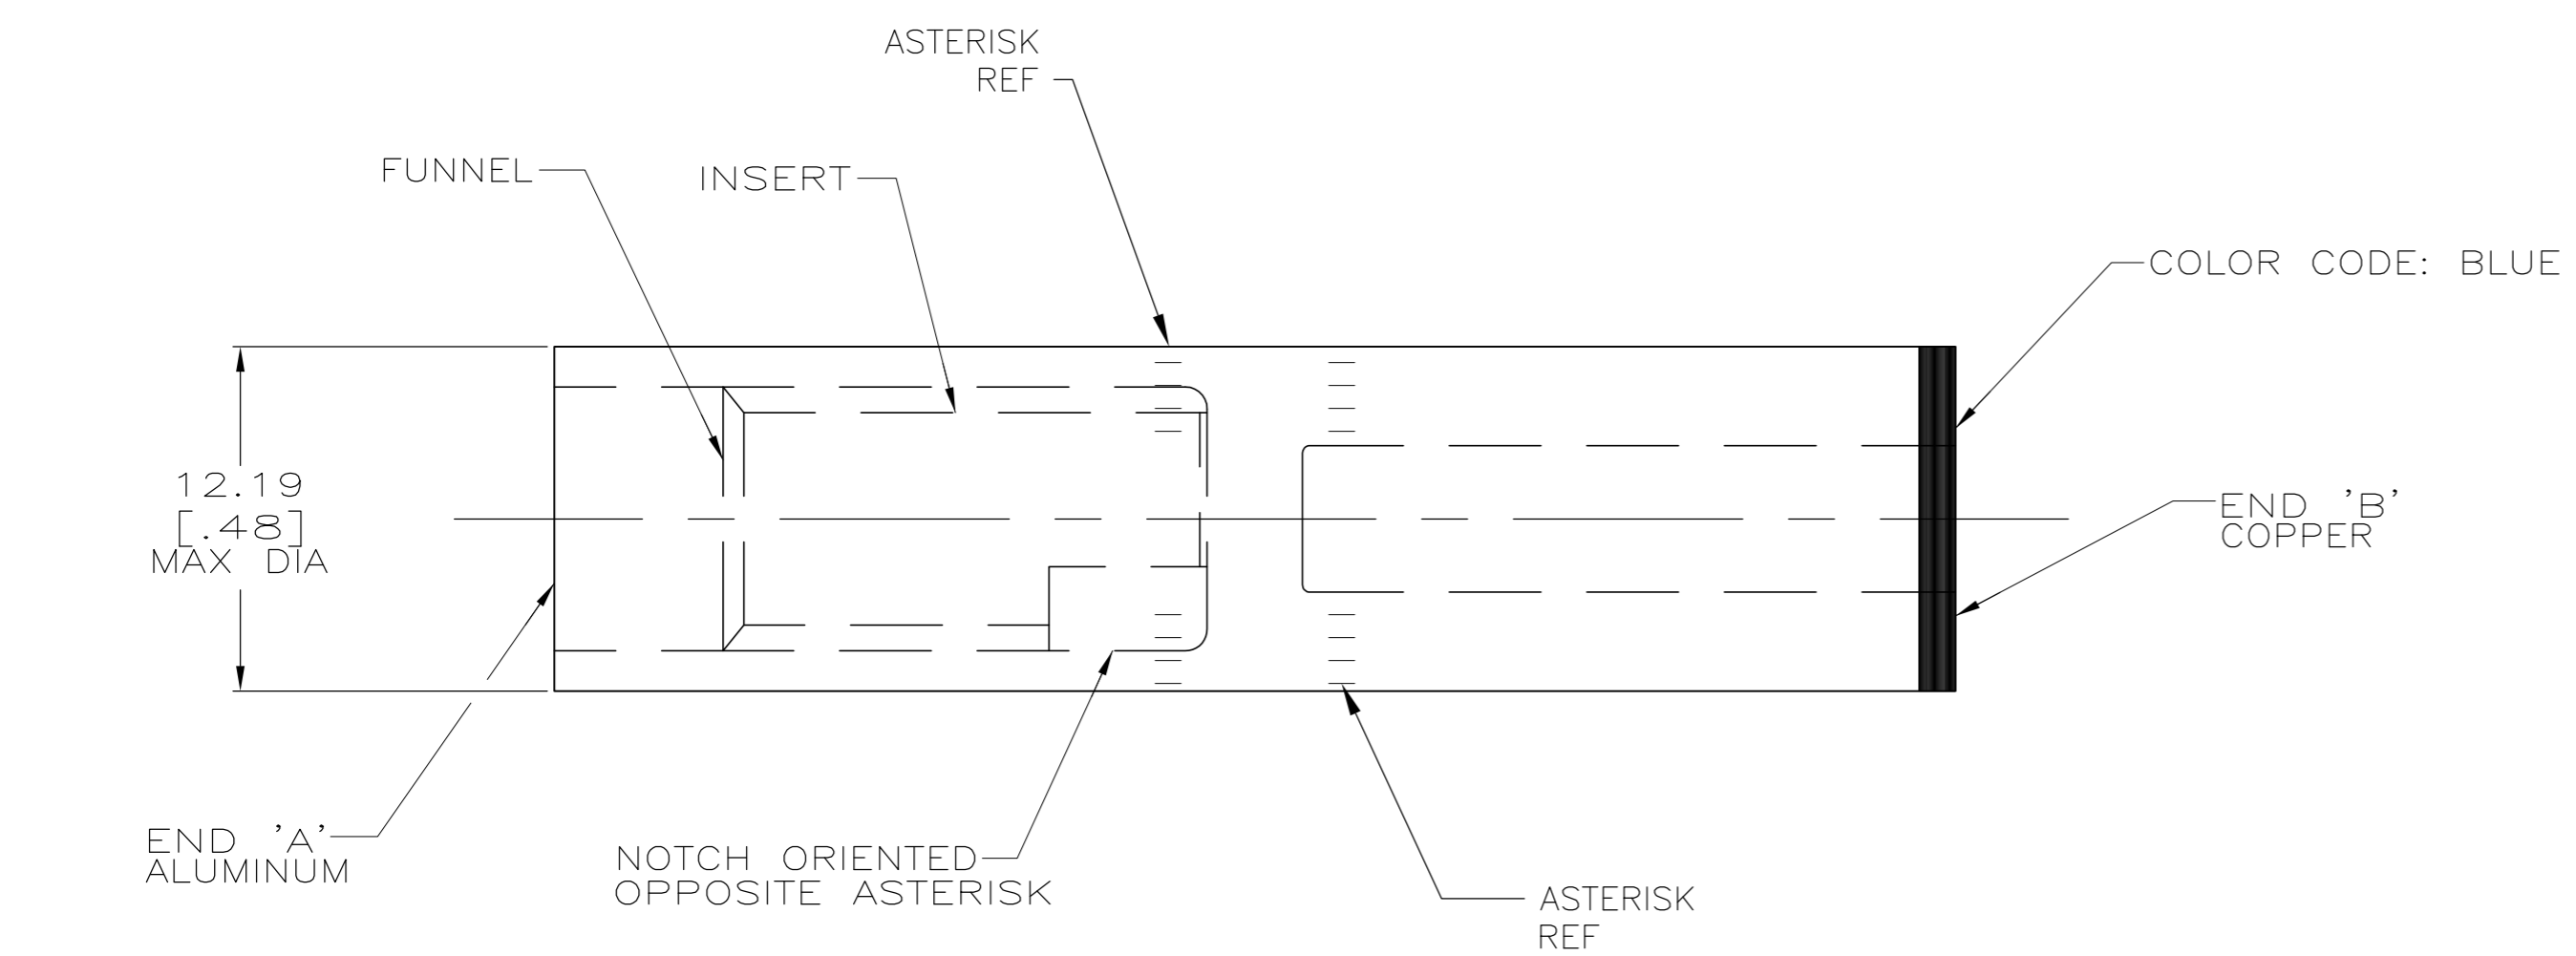 ASTERISK
REF
FUNNEL
INSERT
COLOR CODE: BLUE
12.19
[.48]
MAX DIA
END 'B'
COPPER
END 'A'
ALUMINUM
NOTCH ORIENTED
OPPOSITE ASTERISK
ASTERISK
REF